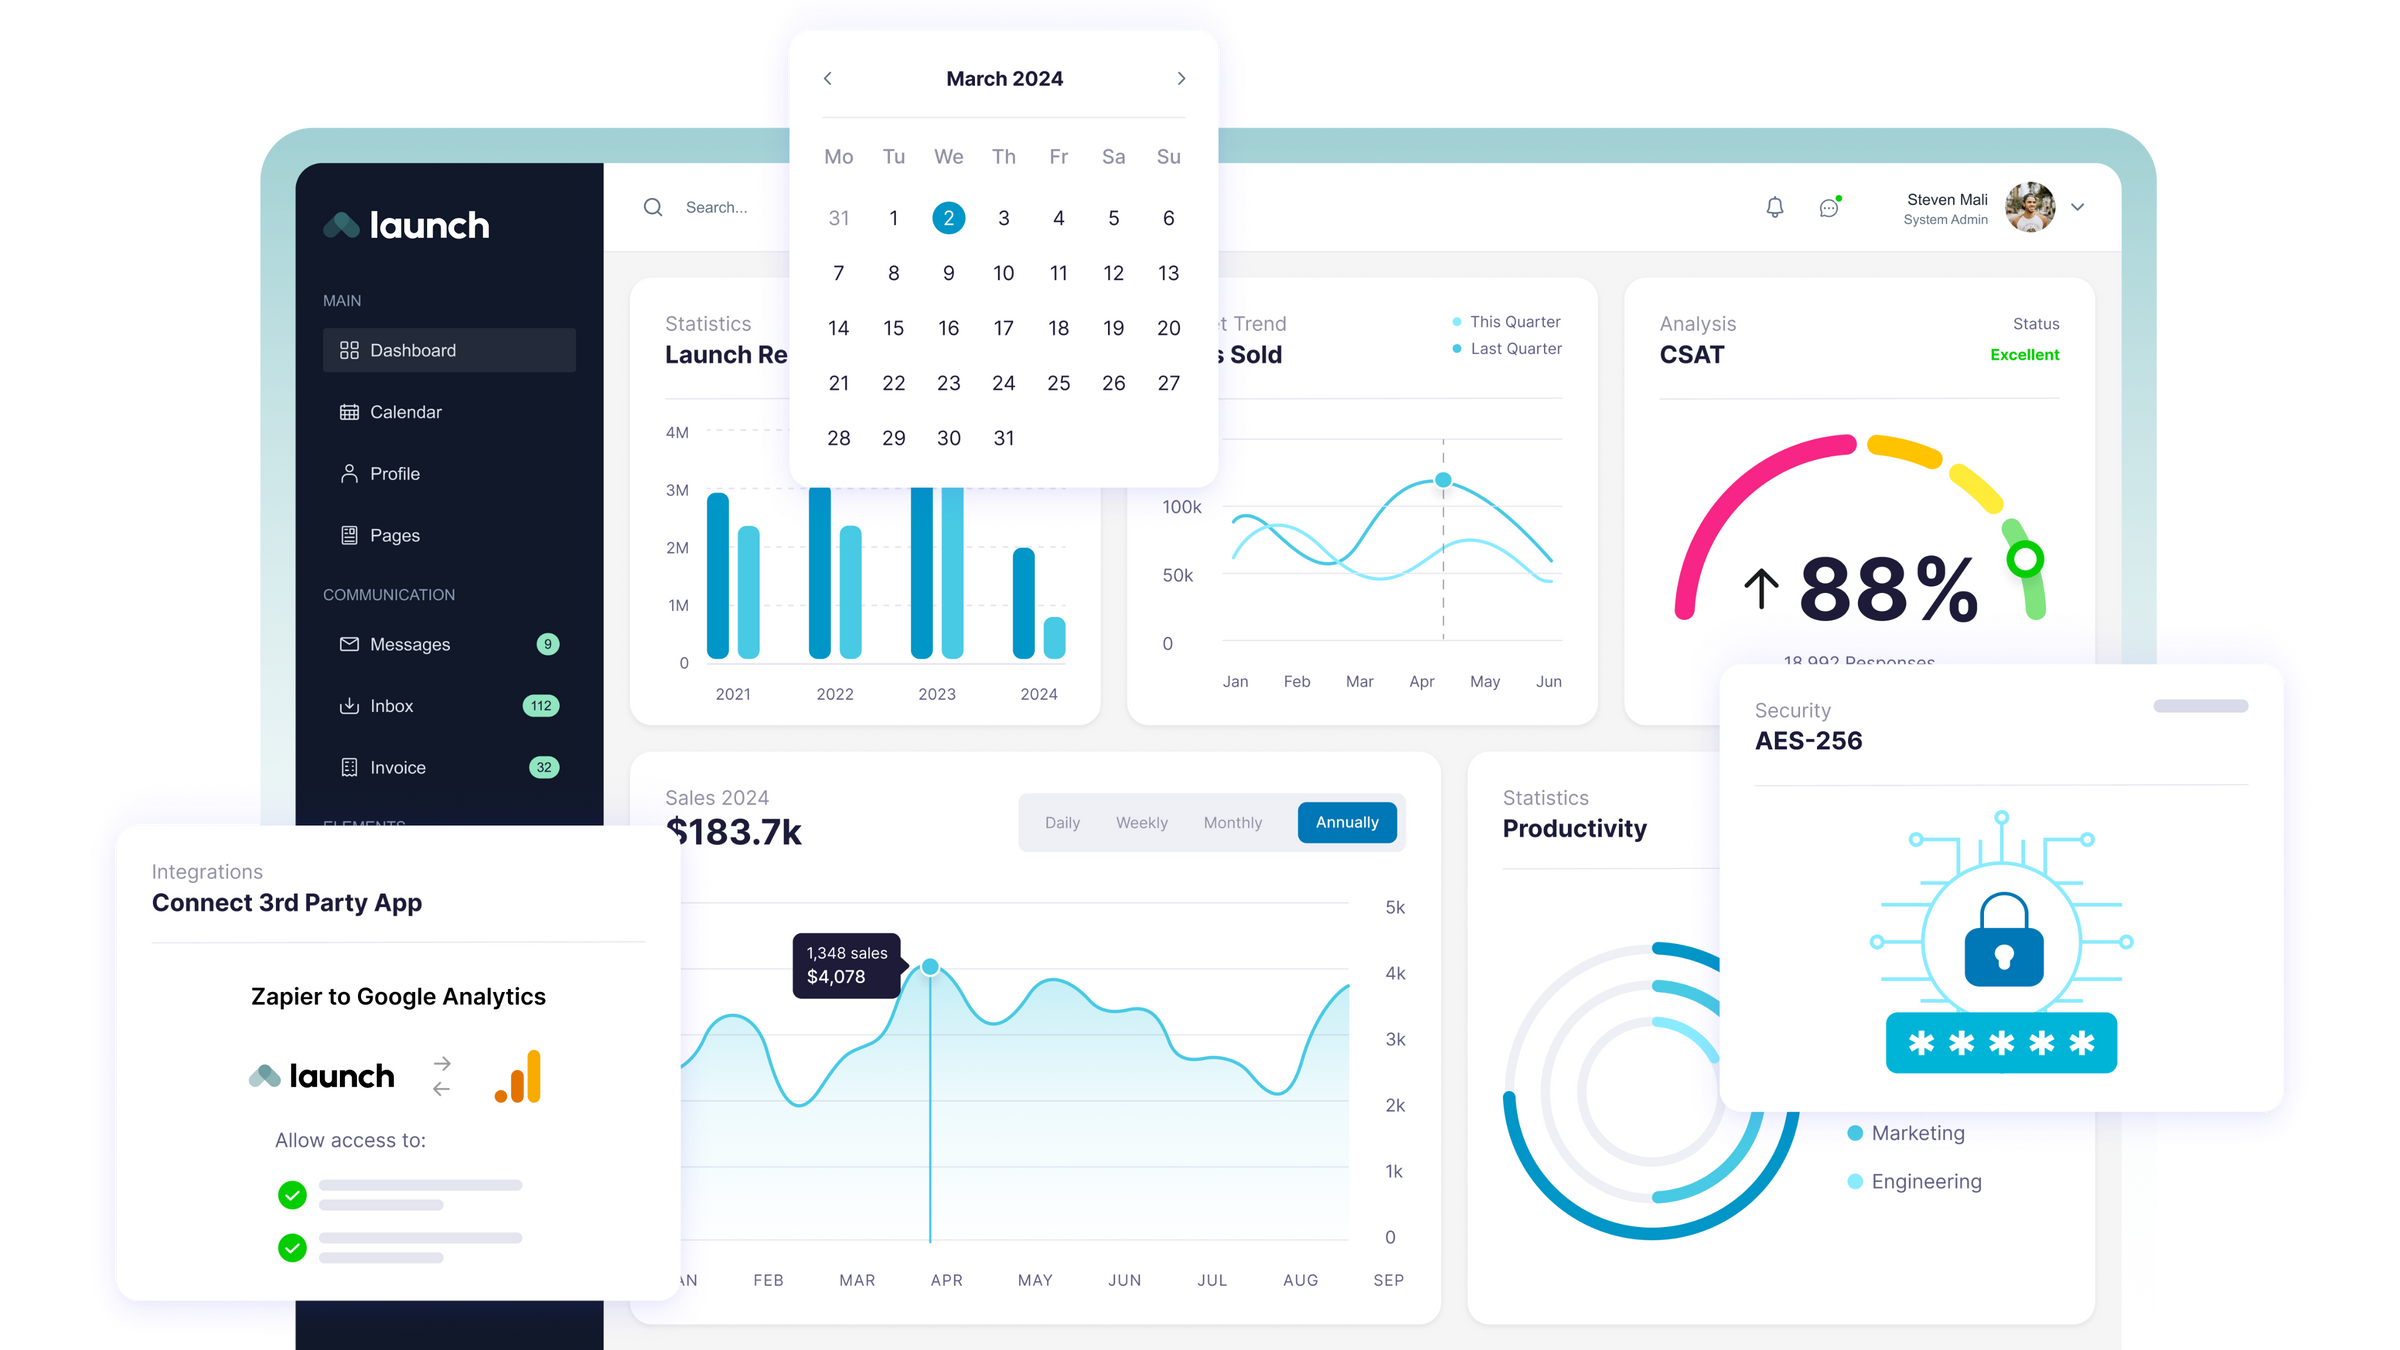 March 2024
Mo Tu We Th Fr Sa Su
31 1 2 3 4 5 6
7 8 9 10 11 12 13
14 15 16 17 18 19 20
21 22 23 24 25 26 27
28 29 30 31
launch
MAIN
Dashboard
Calendar
Profile
Pages
COMMUNICATION
Messages 9
Inbox 112
Invoice 32
ELEMENTS
Search...
Steven Mali
System Admin
Statistics
Launch Re
4M
3M
2M
1M
0
2021 2022 2023 2024
t Trend
s Sold
This Quarter
Last Quarter
100k
50k
0
Jan Feb Mar Apr May Jun
Analysis
CSAT
Status
Excellent
88%
18,992 Responses
Security
AES-256
*****
Sales 2024
$183.7k
Daily Weekly Monthly Annually
1,348 sales
$4,078
5k
4k
3k
2k
1k
0
AN FEB MAR APR MAY JUN JUL AUG SEP
Statistics
Productivity
Marketing
Engineering
Integrations
Connect 3rd Party App
Zapier to Google Analytics
launch
Allow access to: